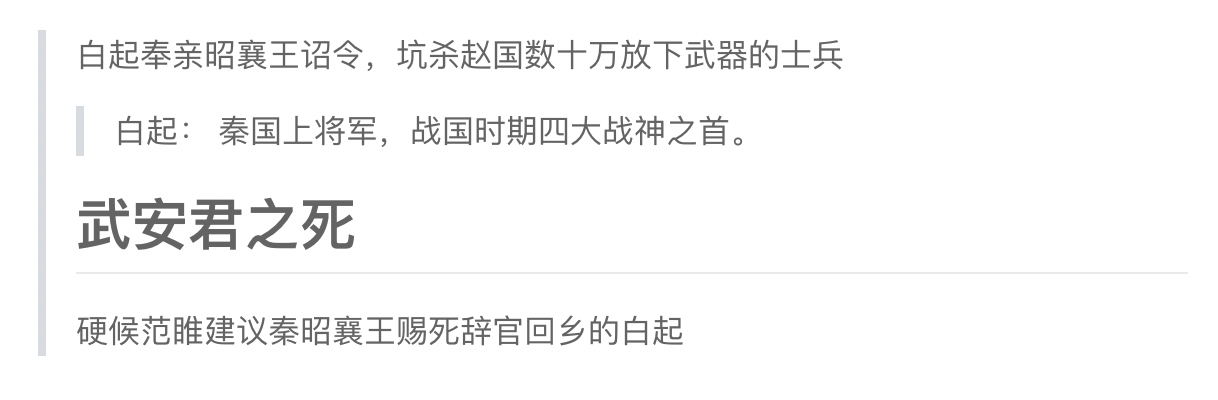 白起奉亲昭襄王诏令，坑杀赵国数十万放下武器的士兵
白起： 秦国上将军，战国时期四大战神之首。
武安君之死
硬候范睢建议秦昭襄王赐死辞官回乡的白起